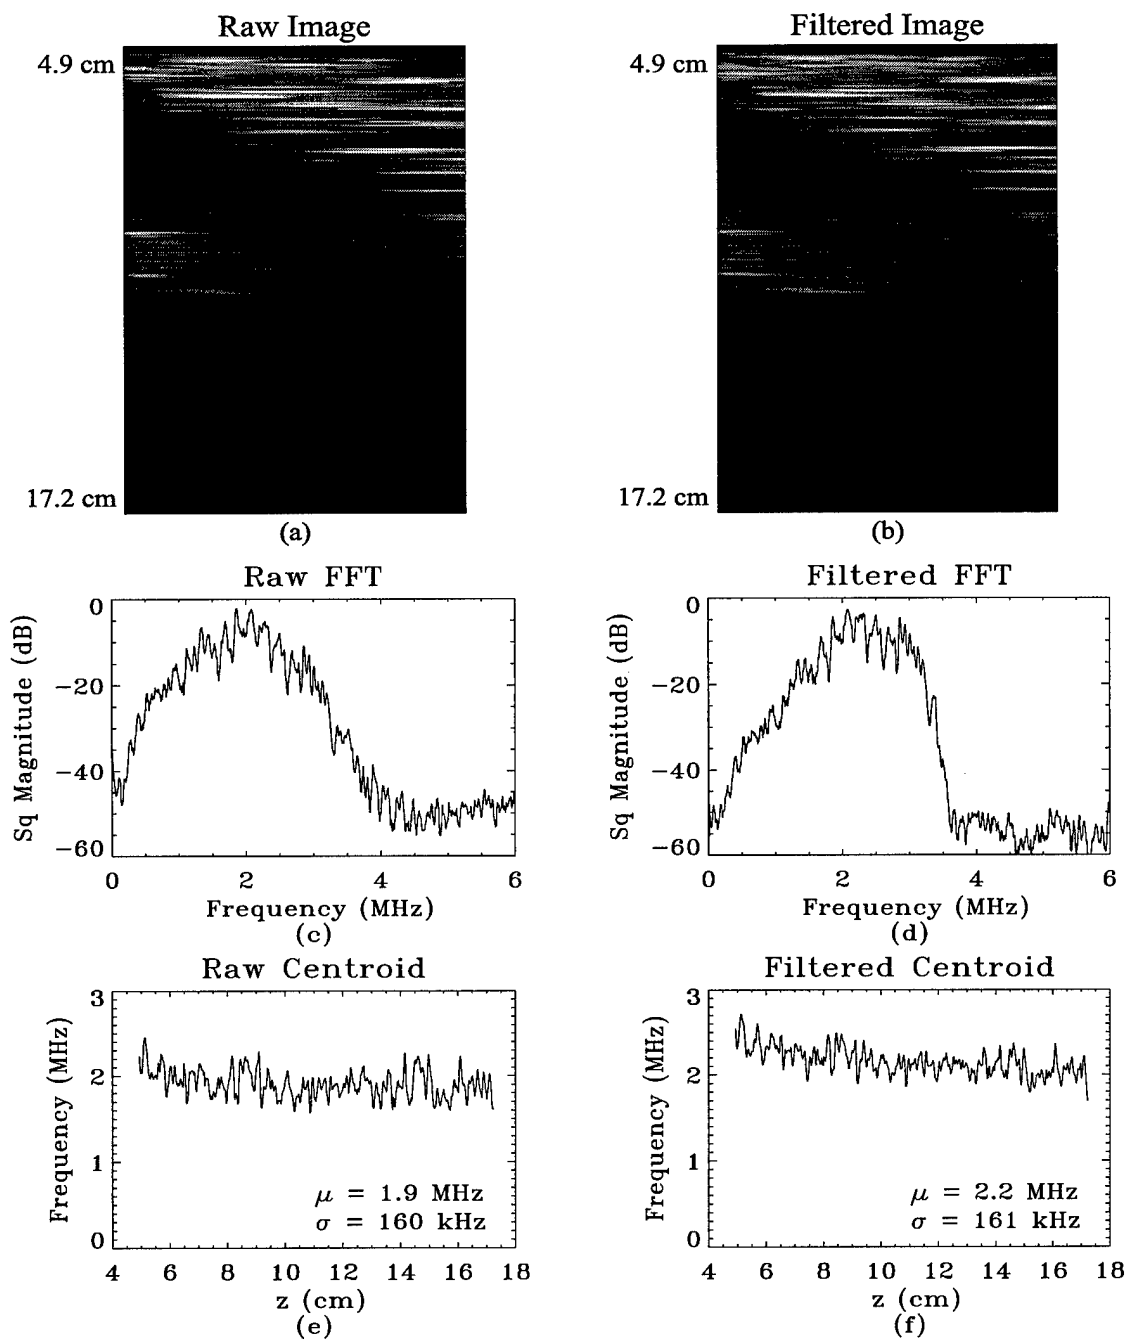 Raw Image
Filtered Image
4.9 cm
4.9 cm
17.2 cm
17.2 cm
(a)
(b)
Raw FFT
Filtered FFT
Sq Magnitude (dB)
0
−20
−40
−60
0 2 4 6
Frequency (MHz)
(c)
Sq Magnitude (dB)
0
−20
−40
−60
0 2 4 6
Frequency (MHz)
(d)
Raw Centroid
Filtered Centroid
Frequency (MHz)
3
2
1
0
μ = 1.9 MHz
σ = 160 kHz
4 6 8 10 12 14 16 18
z (cm)
(e)
Frequency (MHz)
3
2
1
0
μ = 2.2 MHz
σ = 161 kHz
4 6 8 10 12 14 16 18
z (cm)
(f)